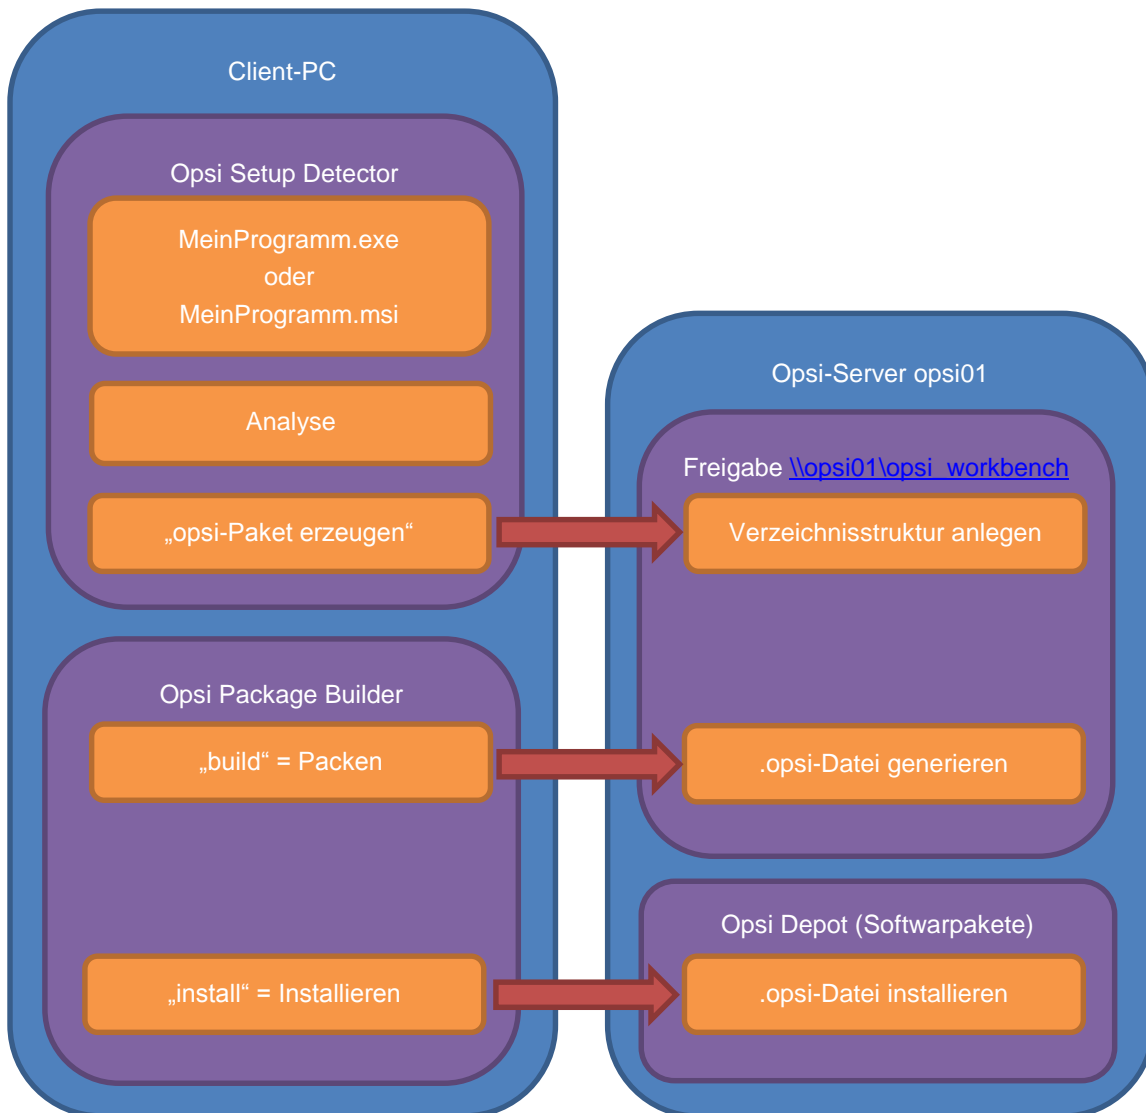 Client-PC
Opsi Setup Detector
MeinProgramm.exe
oder
MeinProgramm.msi
Analyse
„opsi-Paket erzeugen“
Opsi Package Builder
„build“ = Packen
„install“ = Installieren
Opsi-Server opsi01
Freigabe \\opsi01\opsi_workbench
Verzeichnisstruktur anlegen
.opsi-Datei generieren
Opsi Depot (Softwarpakete)
.opsi-Datei installieren